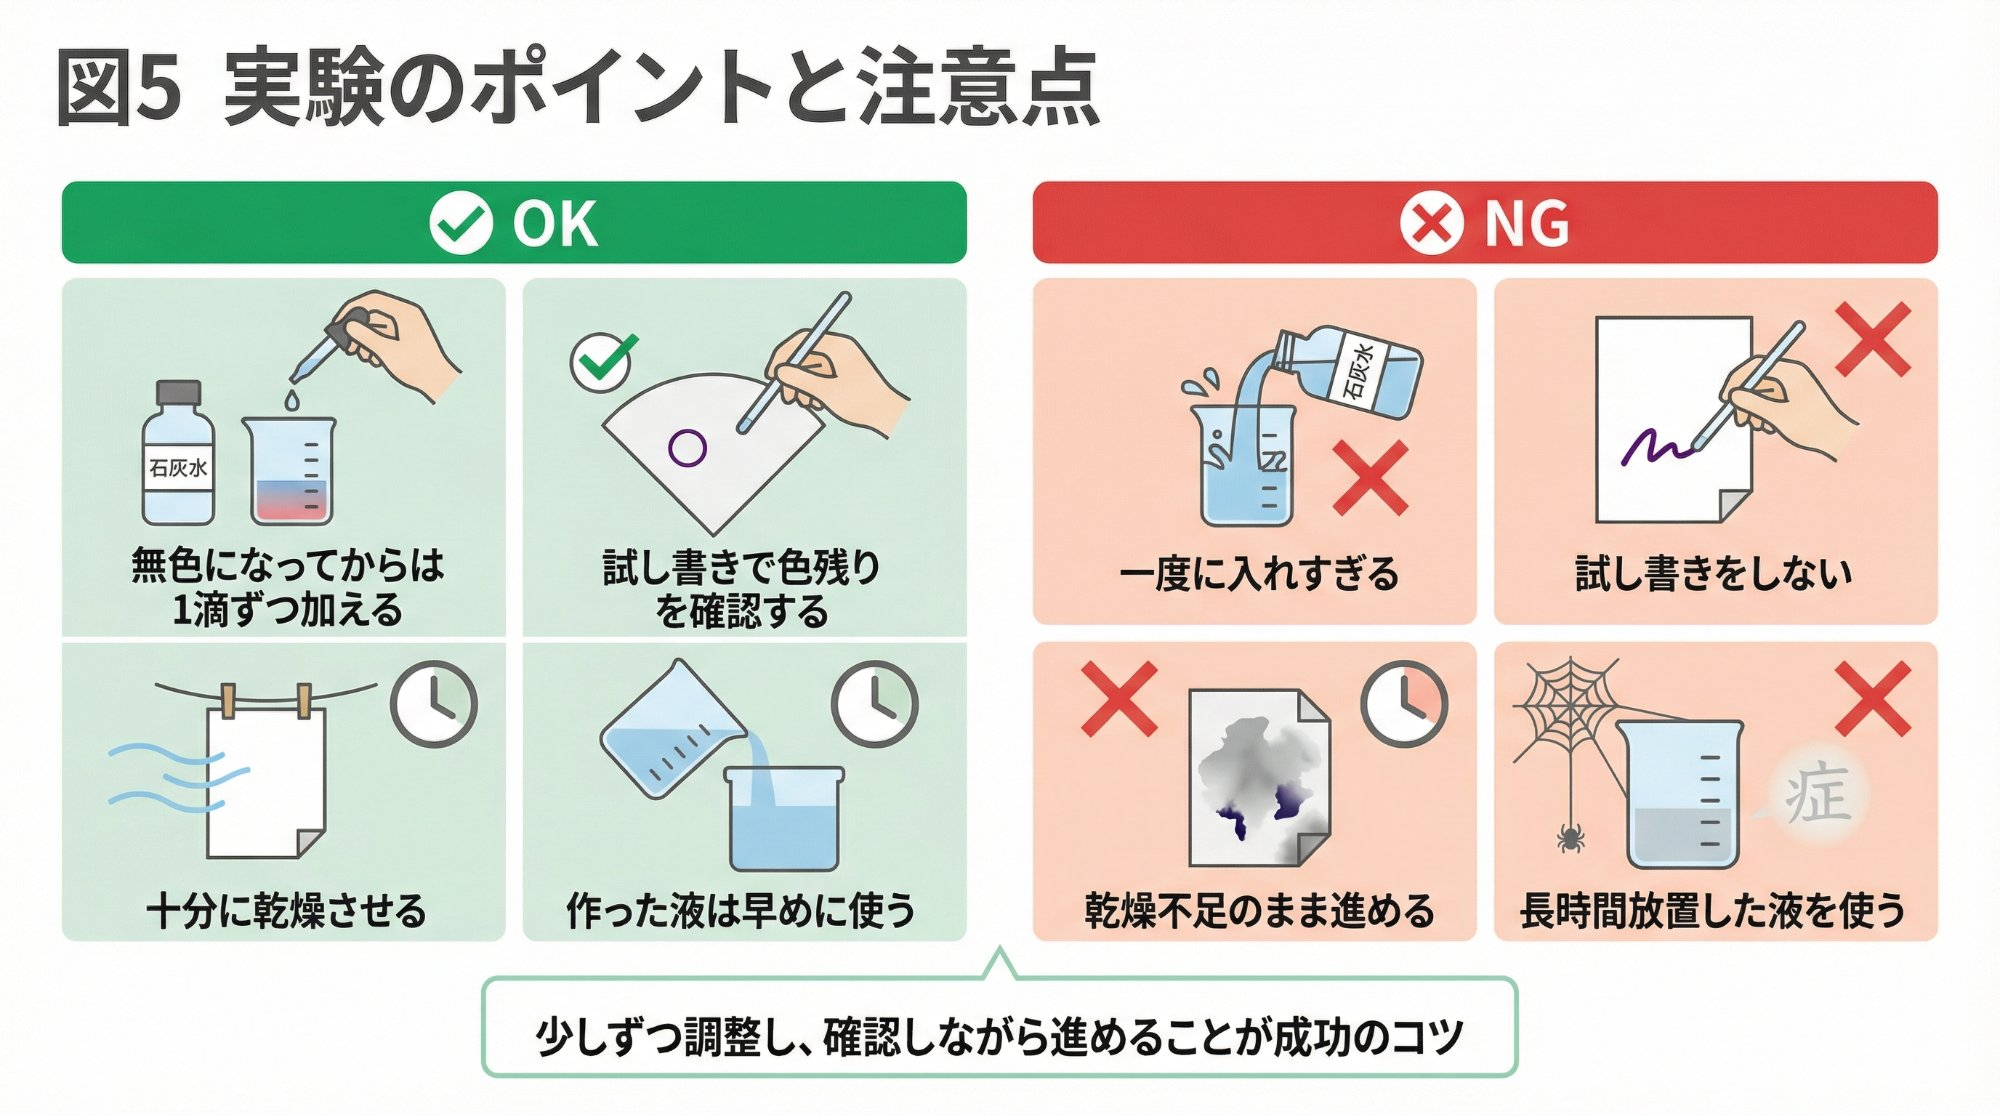 図5 実験のポイントと注意点
OK
石灰水
無色になってからは
1滴ずつ加える
試し書きで色残り
を確認する
十分に乾燥させる
作った液は早めに使う
NG
石灰水
一度に入れすぎる
試し書きをしない
乾燥不足のまま進める
症
長時間放置した液を使う
少しずつ調整し、確認しながら進めることが成功のコツ